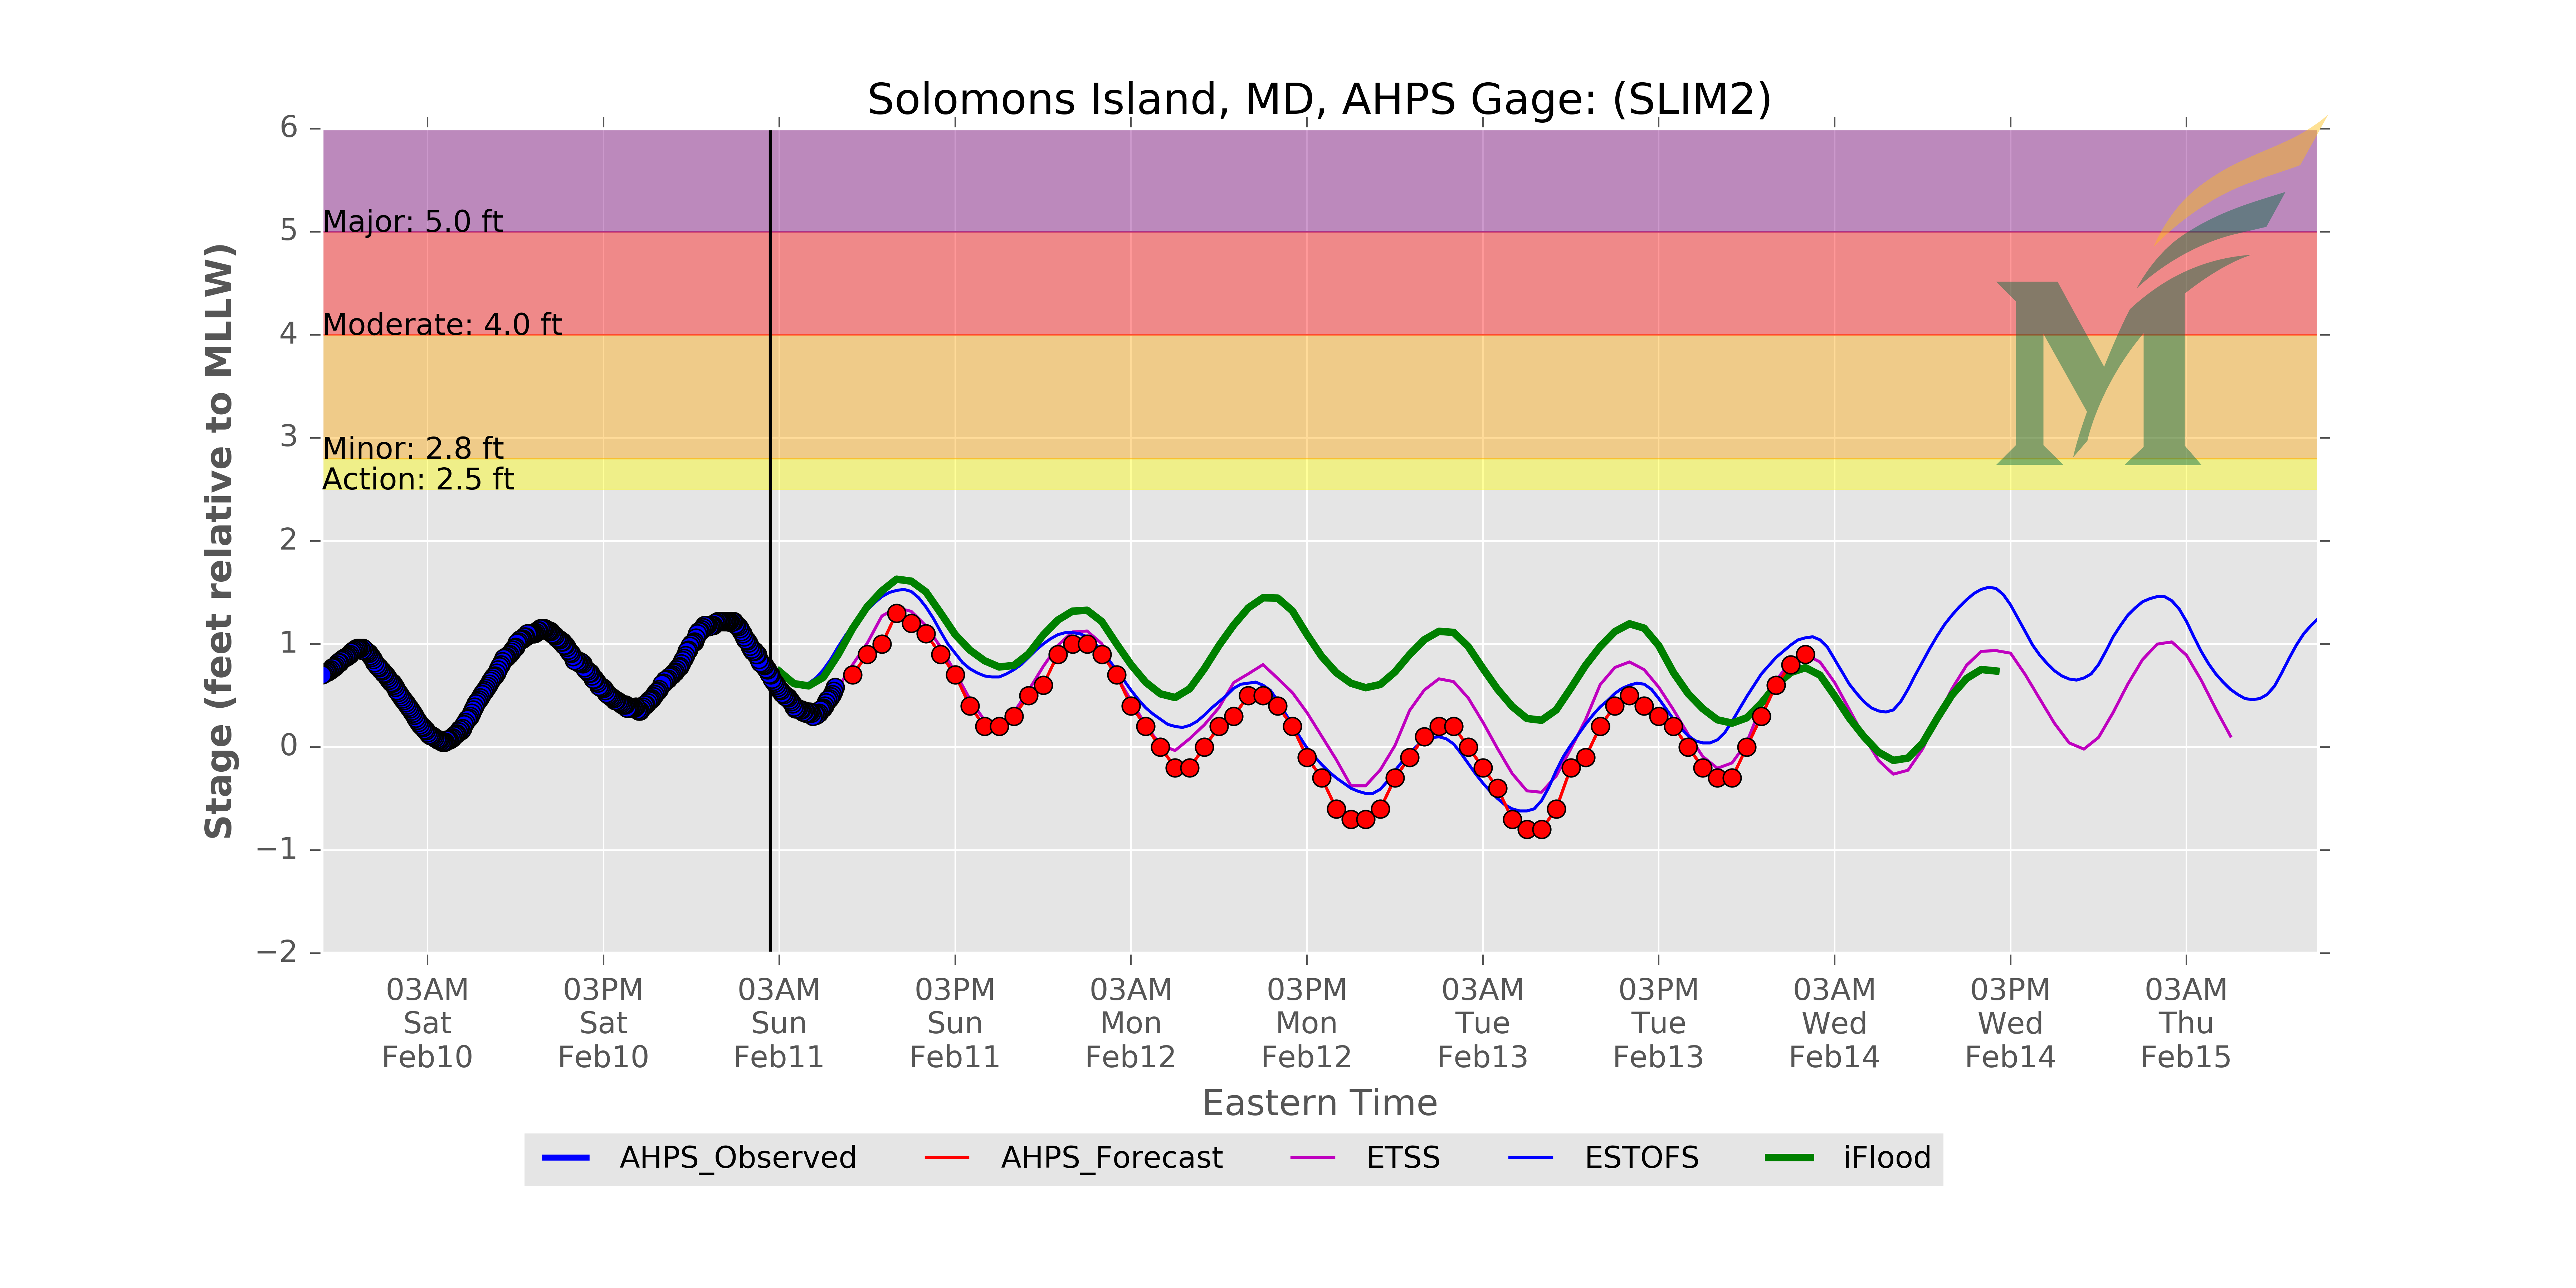 Solomons Island, MD, AHPS Gage: (SLIM2)
6
5
4
3
2
1
0
−1
−2
Stage (feet relative to MLLW)
Major: 5.0 ft
Moderate: 4.0 ft
Minor: 2.8 ft
Action: 2.5 ft
M
03AM 03PM 03AM 03PM 03AM 03PM 03AM 03PM 03AM 03PM 03AM
Sat Sat Sun Sun Mon Mon Tue Tue Wed Wed Thu
Feb10 Feb10 Feb11 Feb11 Feb12 Feb12 Feb13 Feb13 Feb14 Feb14 Feb15
Eastern Time
AHPS_Observed AHPS_Forecast ETSS ESTOFS iFlood